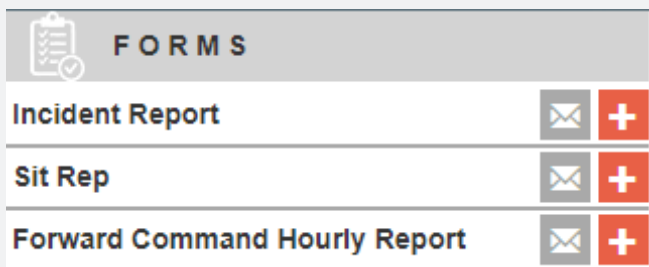 FORMS
Incident Report
Sit Rep
Forward Command Hourly Report